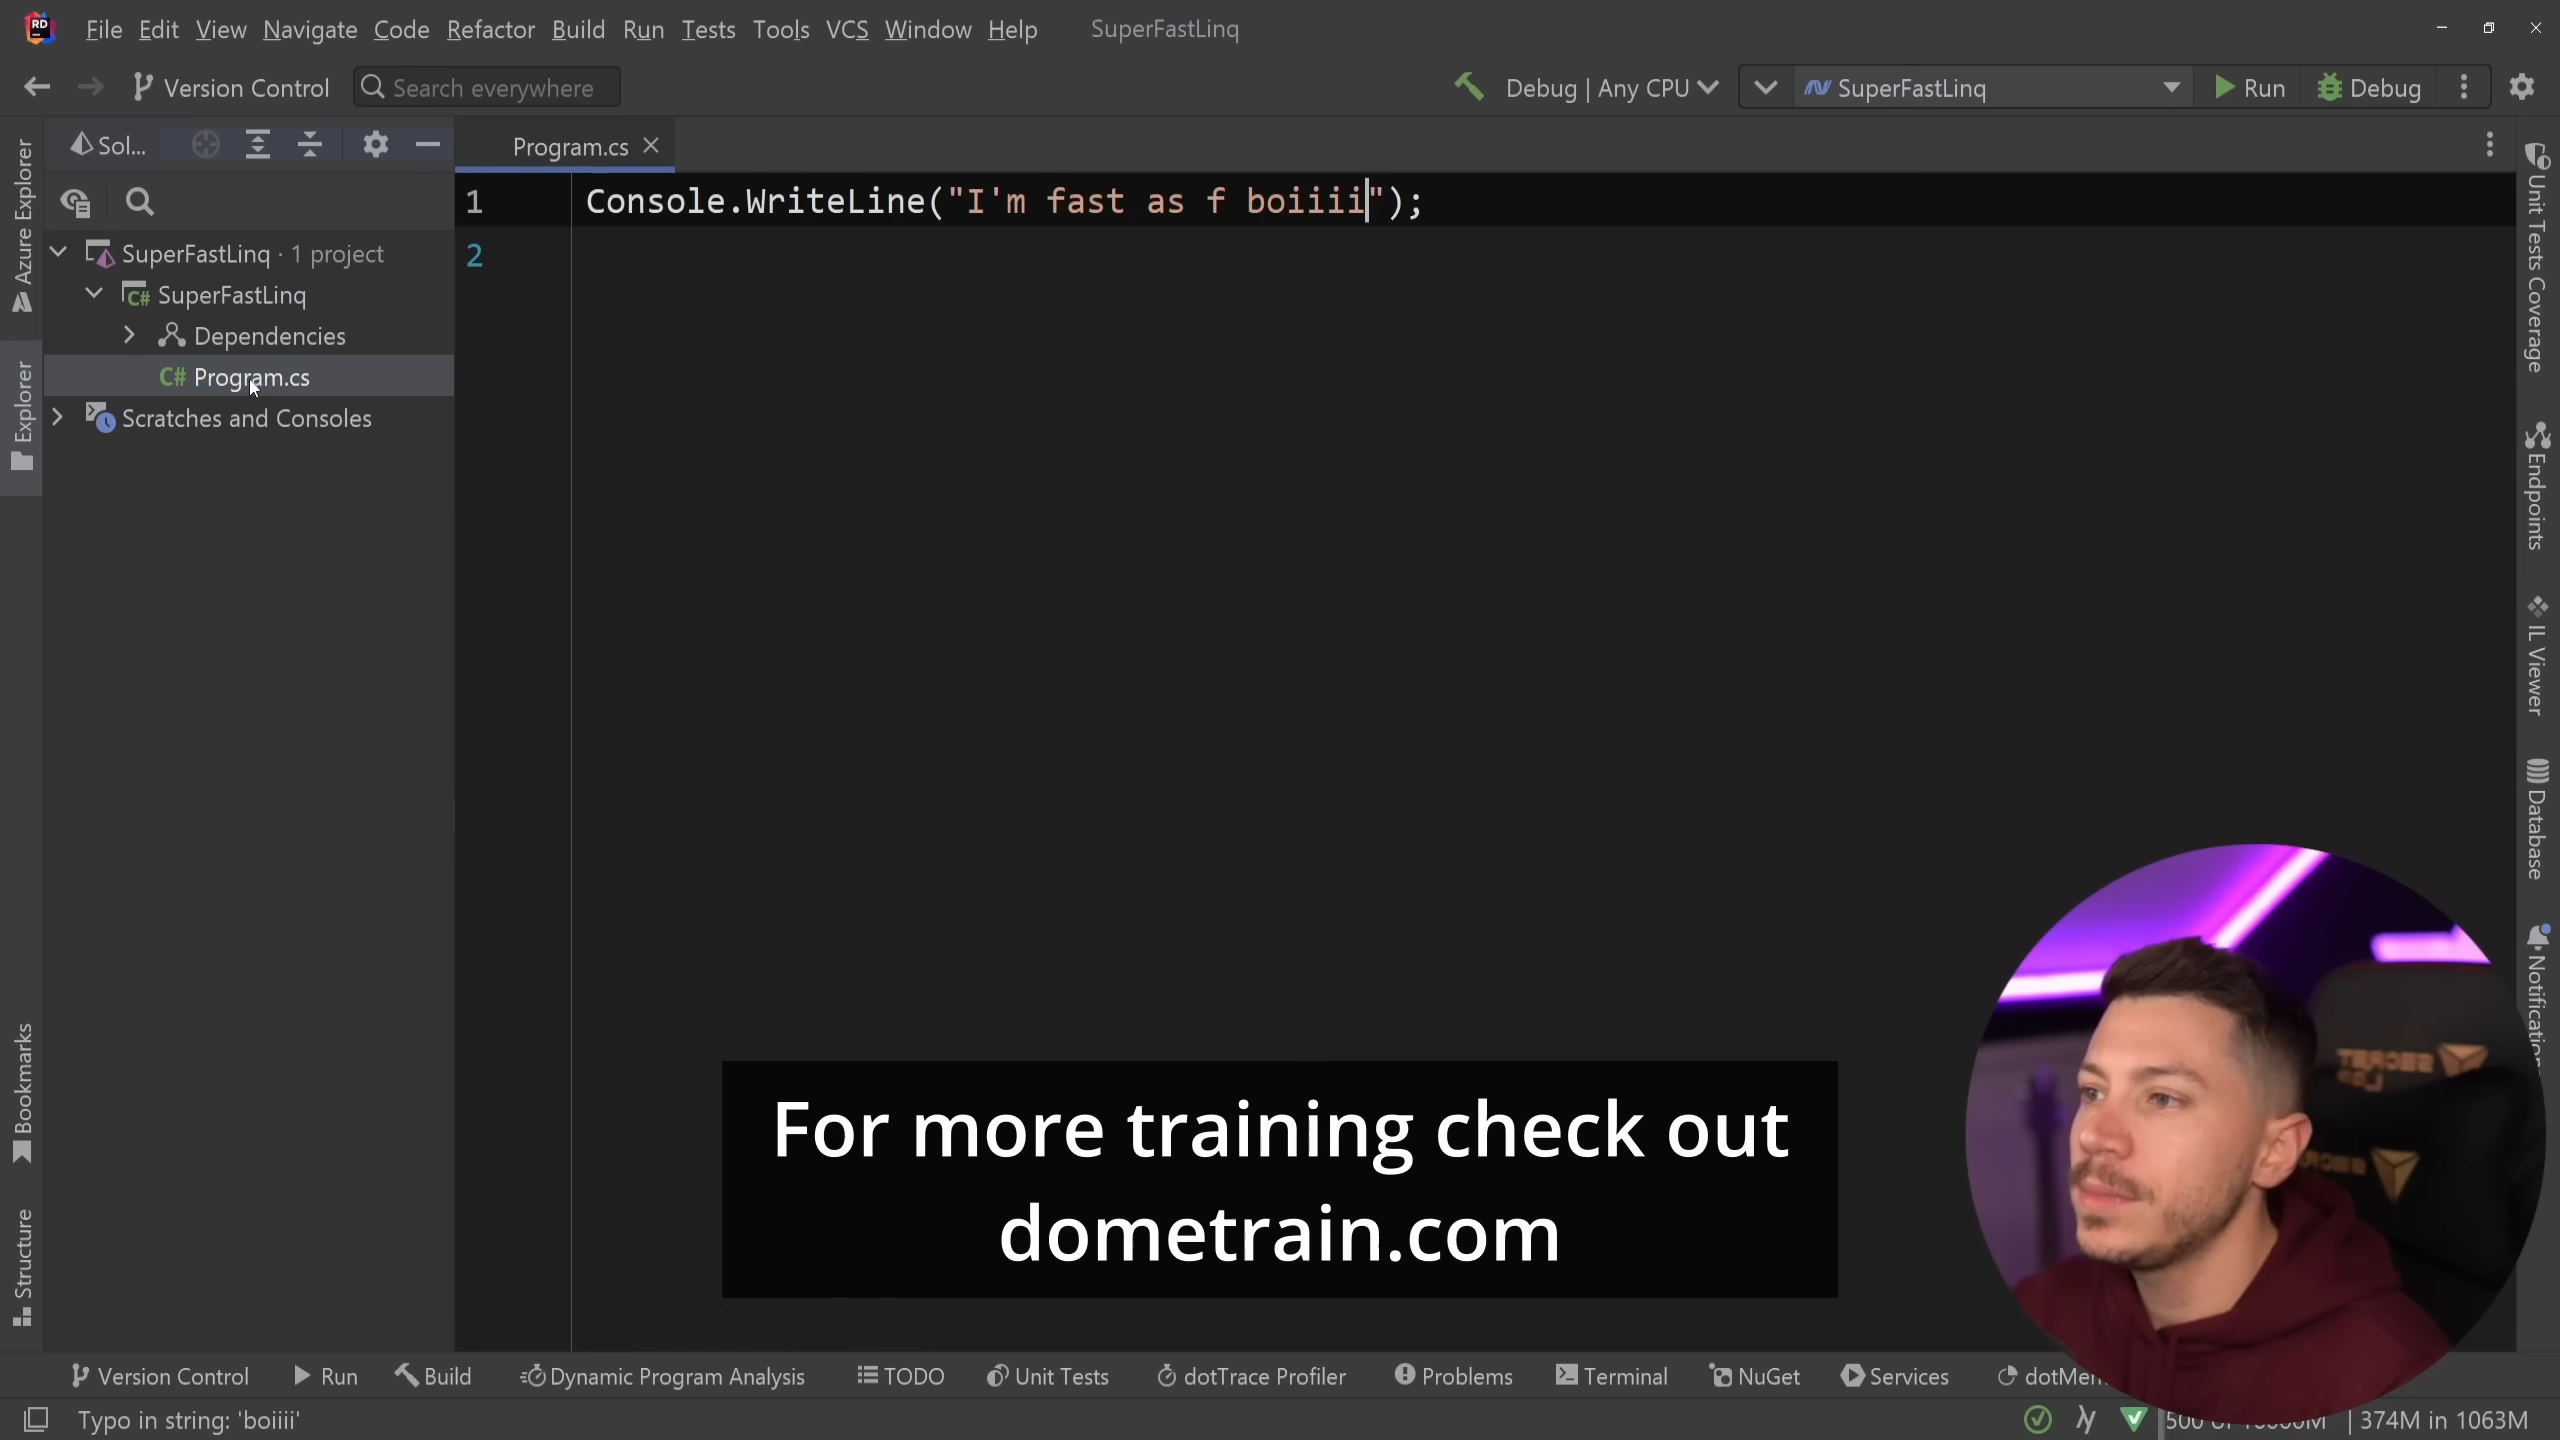 RD File Edit View Navigate Code Refactor Build Run Tests Tools VCS Window Help SuperFastLinq
Version Control Search everywhere Debug | Any CPU SuperFastLinq Run Debug
Sol... Program.cs
Azure Explorer
Explorer
Bookmarks
Structure
SuperFastLinq · 1 project
C# SuperFastLinq
Dependencies
C# Program.cs
Scratches and Consoles
1 Console.WriteLine("I'm fast as f boiiii");
2
Unit Tests Coverage
Endpoints
IL Viewer
Database
For more training check out
dometrain.com
Version Control Run Build Dynamic Program Analysis TODO Unit Tests dotTrace Profiler Problems Terminal NuGet Services
Typo in string: 'boiiii' 374M in 1063M